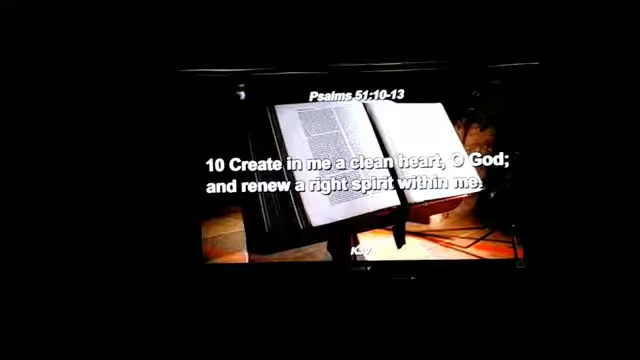 Psalms 51:10-13
10 Create in me a clean heart, O God;
and renew a right spirit within me.
KJV